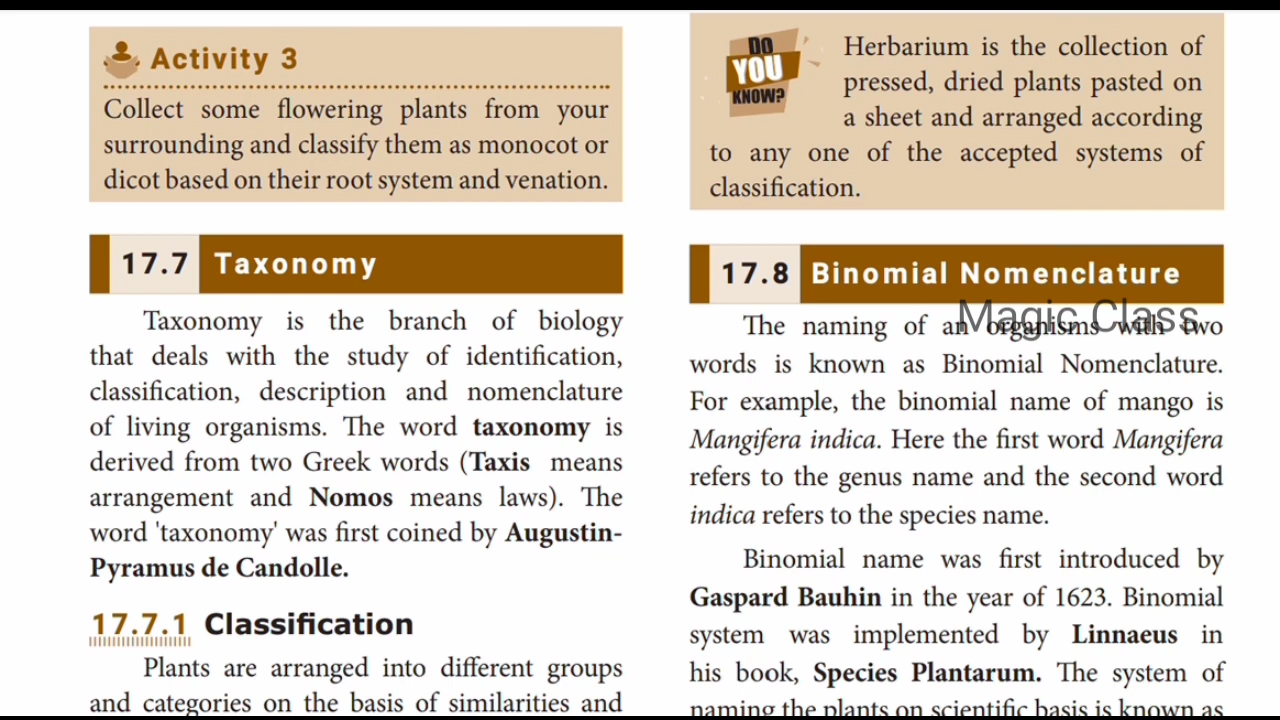 Activity 3
Collect some flowering plants from your
surrounding and classify them as monocot or
dicot based on their root system and venation.
17.7 Taxonomy
Taxonomy is the branch of biology
that deals with the study of identification,
classification, description and nomenclature
of living organisms. The word taxonomy is
derived from two Greek words (Taxis means
arrangement and Nomos means laws). The
word 'taxonomy' was first coined by Augustin-
Pyramus de Candolle.
17.7.1 Classification
Plants are arranged into different groups
and categories on the basis of similarities and
DO
YOU
KNOW?
Herbarium is the collection of
pressed, dried plants pasted on
a sheet and arranged according
to any one of the accepted systems of
classification.
17.8 Binomial Nomenclature
Magic Class
The naming of an organisms with two
words is known as Binomial Nomenclature.
For example, the binomial name of mango is
Mangifera indica. Here the first word Mangifera
refers to the genus name and the second word
indica refers to the species name.
Binomial name was first introduced by
Gaspard Bauhin in the year of 1623. Binomial
system was implemented by Linnaeus in
his book, Species Plantarum. The system of
naming the plants on scientific basis is known as